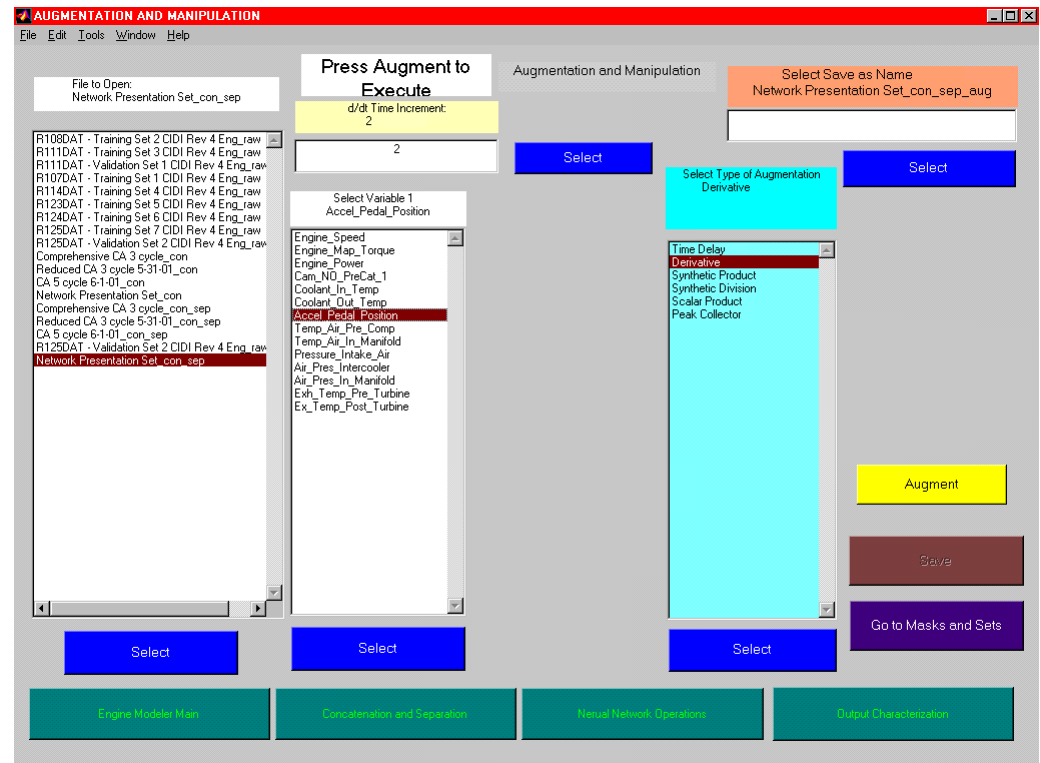 AUGMENTATION AND MANIPULATION
File Edit Tools Window Help
File to Open:
Network Presentation Set_con_sep
R108DAT - Training Set 2 CIDI Rev 4 Eng_raw
R111DAT - Training Set 3 CIDI Rev 4 Eng_raw
R111DAT - Validation Set 1 CIDI Rev 4 Eng_raw
R107DAT - Training Set 1 CIDI Rev 4 Eng_raw
R114DAT - Training Set 4 CIDI Rev 4 Eng_raw
R123DAT - Training Set 5 CIDI Rev 4 Eng_raw
R124DAT - Training Set 6 CIDI Rev 4 Eng_raw
R125DAT - Training Set 7 CIDI Rev 4 Eng_raw
R125DAT - Validation Set 2 CIDI Rev 4 Eng_raw
Comprehensive CA 3 cycle_con
Reduced CA 3 cycle 5-31-01_con
CA 5 cycle 6-1-01_con
Network Presentation Set_con
Comprehensive CA 3 cycle_con_sep
Reduced CA 3 cycle 5-31-01_con_sep
CA 5 cycle 6-1-01_con_sep
R125DAT - Validation Set 2 CIDI Rev 4 Eng_raw
Network Presentation Set_con_sep
Select
Press Augment to
Execute
d/dt Time Increment:
2
2
Select Variable 1
Accel_Pedal_Position
Engine_Speed
Engine_Map_Torque
Engine_Power
Cam_NO_PreCat_1
Coolant_In_Temp
Coolant_Out_Temp
Accel_Pedal_Position
Temp_Air_Pre_Comp
Temp_Air_In_Manifold
Pressure_Intake_Air
Air_Pres_Intercooler
Air_Pres_In_Manifold
Exh_Temp_Pre_Turbine
Ex_Temp_Post_Turbine
Select
Augmentation and Manipulation
Select
Select Type of Augmentation
Derivative
Time Delay
Derivative
Synthetic Product
Synthetic Division
Scalar Product
Peak Collector
Select
Select Save as Name
Network Presentation Set_con_sep_aug
Select
Augment
Save
Go to Masks and Sets
Engine Modeler Main
Concatenation and Separation
Nerual Network Operations
Output Characterization